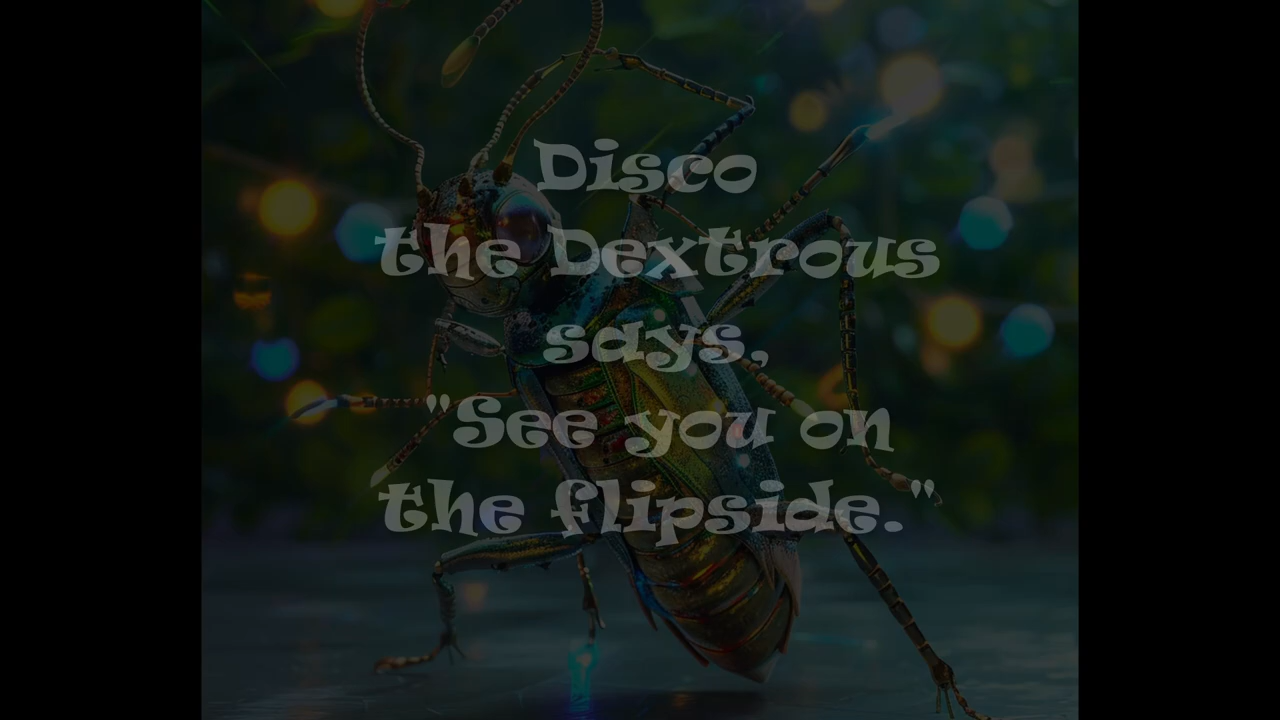 Disco
the Dextrous
says,
"See you on
the flipside."